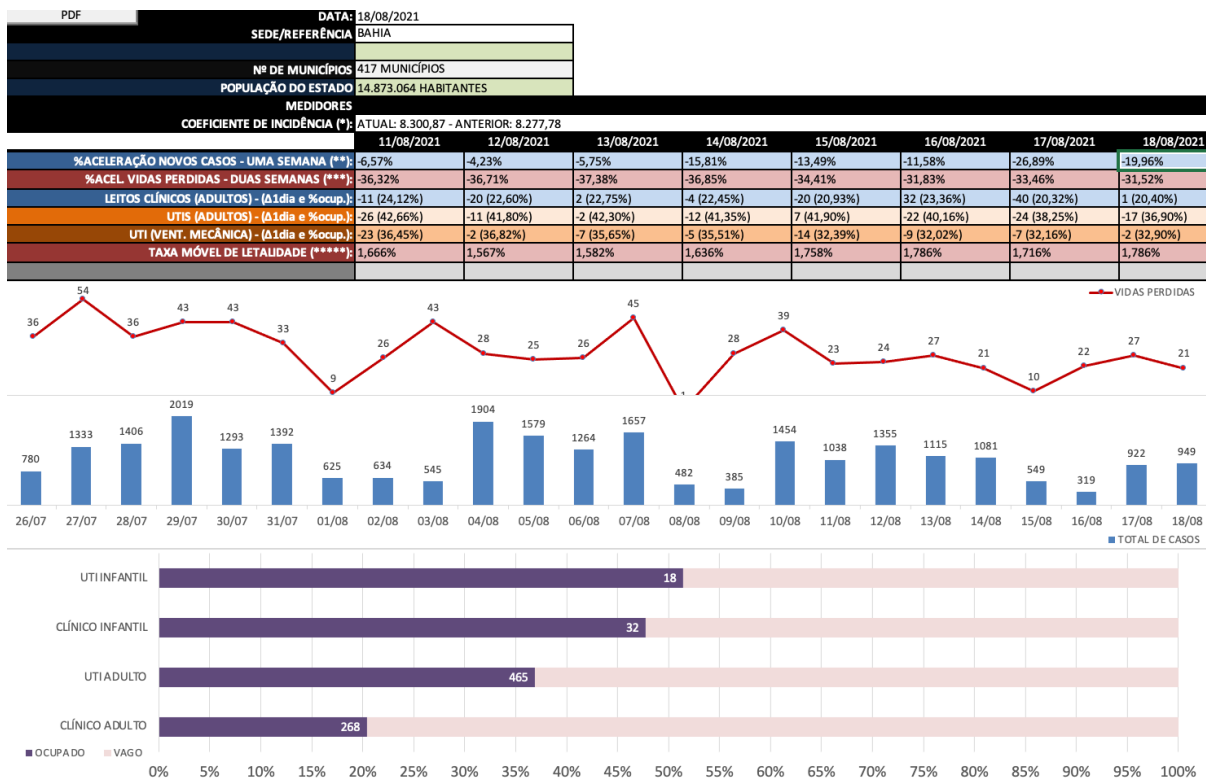 PDF DATA: 18/08/2021
SEDE/REFERÊNCIA BAHIA
Nº DE MUNICÍPIOS 417 MUNICÍPIOS
POPULAÇÃO DO ESTADO 14.873.064 HABITANTES
MEDIDORES
COEFICIENTE DE INCIDÊNCIA (*): ATUAL: 8.300,87 - ANTERIOR: 8.277,78
11/08/2021 12/08/2021 13/08/2021 14/08/2021 15/08/2021 16/08/2021 17/08/2021 18/08/2021
%ACELERAÇÃO NOVOS CASOS - UMA SEMANA (**): -6,57% -4,23% -5,75% -15,81% -13,49% -11,58% -26,89% -19,96%
%ACEL. VIDAS PERDIDAS - DUAS SEMANAS (***): -36,32% -36,71% -37,38% -36,85% -34,41% -31,83% -33,46% -31,52%
LEITOS CLÍNICOS (ADULTOS) - (Δ1dia e %ocup.): -11 (24,12%) -20 (22,60%) 2 (22,75%) -4 (22,45%) -20 (20,93%) 32 (23,36%) -40 (20,32%) 1 (20,40%)
UTIS (ADULTOS) - (Δ1dia e %ocup.): -26 (42,66%) -11 (41,80%) -2 (42,30%) -12 (41,35%) 7 (41,90%) -22 (40,16%) -24 (38,25%) -17 (36,90%)
UTI (VENT. MECÂNICA) - (Δ1dia e %ocup.): -23 (36,45%) -2 (36,82%) -7 (35,65%) -5 (35,51%) -14 (32,39%) -9 (32,02%) -7 (32,16%) -2 (32,90%)
TAXA MÓVEL DE LETALIDADE (*****): 1,666% 1,567% 1,582% 1,636% 1,758% 1,786% 1,716% 1,786%
VIDAS PERDIDAS
36 54 36 43 43 33 9 26 43 28 25 26 45 1 28 39 23 24 27 21 10 22 27 21
780 1333 1406 2019 1293 1392 625 634 545 1904 1579 1264 1657 482 385 1454 1038 1355 1115 1081 549 319 922 949
26/07 27/07 28/07 29/07 30/07 31/07 01/08 02/08 03/08 04/08 05/08 06/08 07/08 08/08 09/08 10/08 11/08 12/08 13/08 14/08 15/08 16/08 17/08 18/08
TOTAL DE CASOS
UTI INFANTIL 18
CLÍNICO INFANTIL 32
UTI ADULTO 465
CLÍNICO ADULTO 268
OCUPADO VAGO
0% 5% 10% 15% 20% 25% 30% 35% 40% 45% 50% 55% 60% 65% 70% 75% 80% 85% 90% 95% 100%